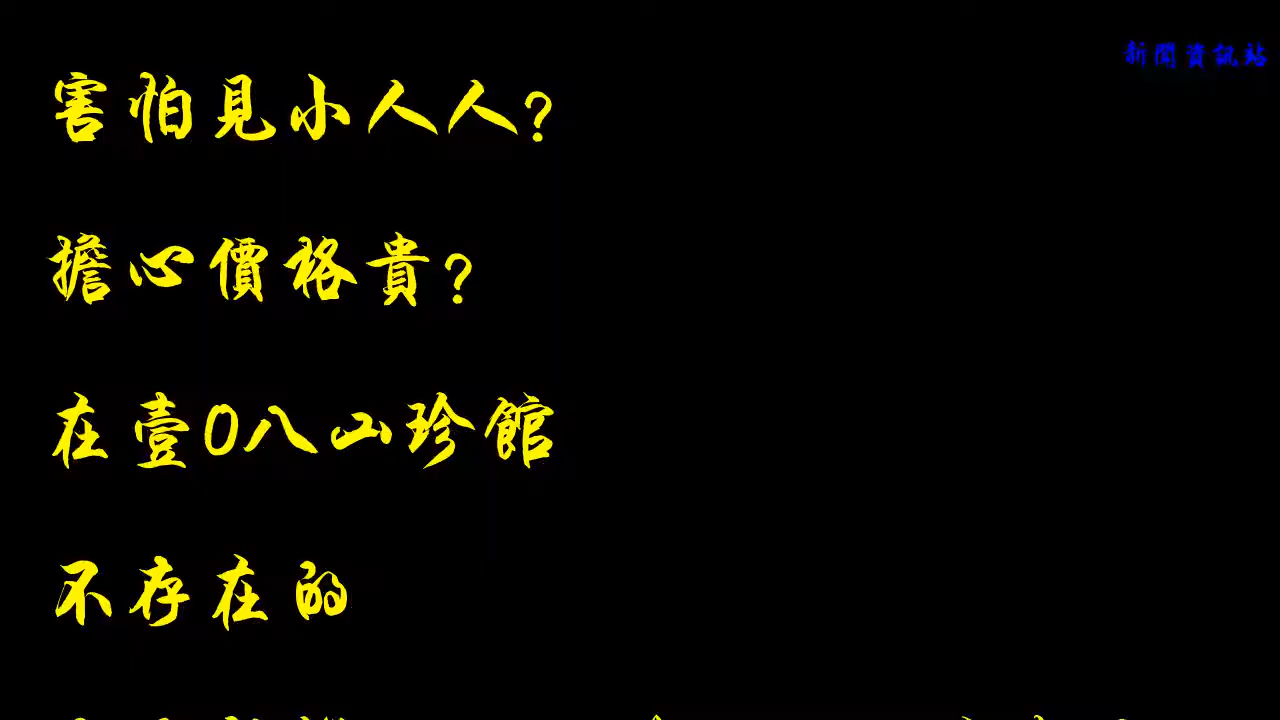 新聞資訊站
害怕見小人人?
擔心價格貴?
在壹0八山珍館
不存在的